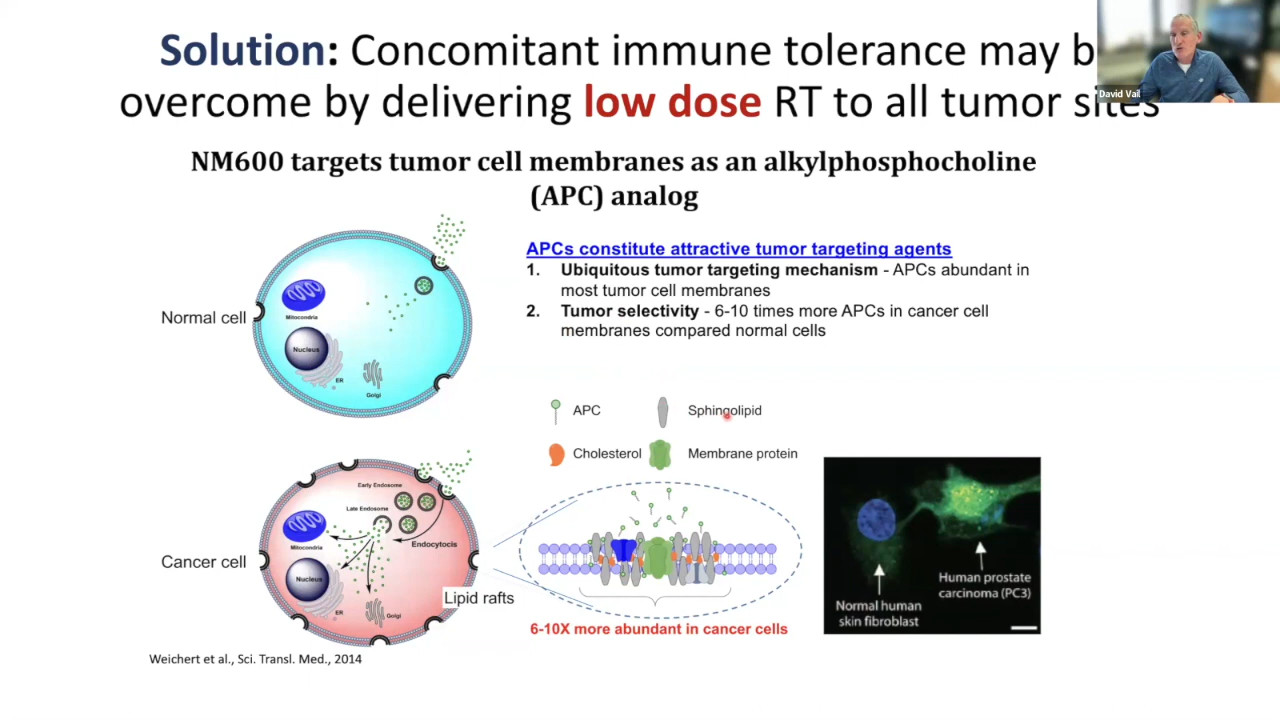 Solution: Concomitant immune tolerance may b
overcome by delivering low dose RT to all tumor sites
David Vail
NM600 targets tumor cell membranes as an alkylphosphocholine
(APC) analog
APCs constitute attractive tumor targeting agents
1. Ubiquitous tumor targeting mechanism - APCs abundant in
most tumor cell membranes
2. Tumor selectivity - 6-10 times more APCs in cancer cell
membranes compared normal cells
Normal cell
Mitocondria
Nucleus
ER
Golgi
APC
Sphingolipid
Cholesterol
Membrane protein
Cancer cell
Early Endosome
Late Endosome
Endocytocis
Mitocondria
Nucleus
ER
Golgi
Lipid rafts
6-10X more abundant in cancer cells
Normal human
skin fibroblast
Human prostate
carcinoma (PC3)
Weichert et al., Sci. Transl. Med., 2014